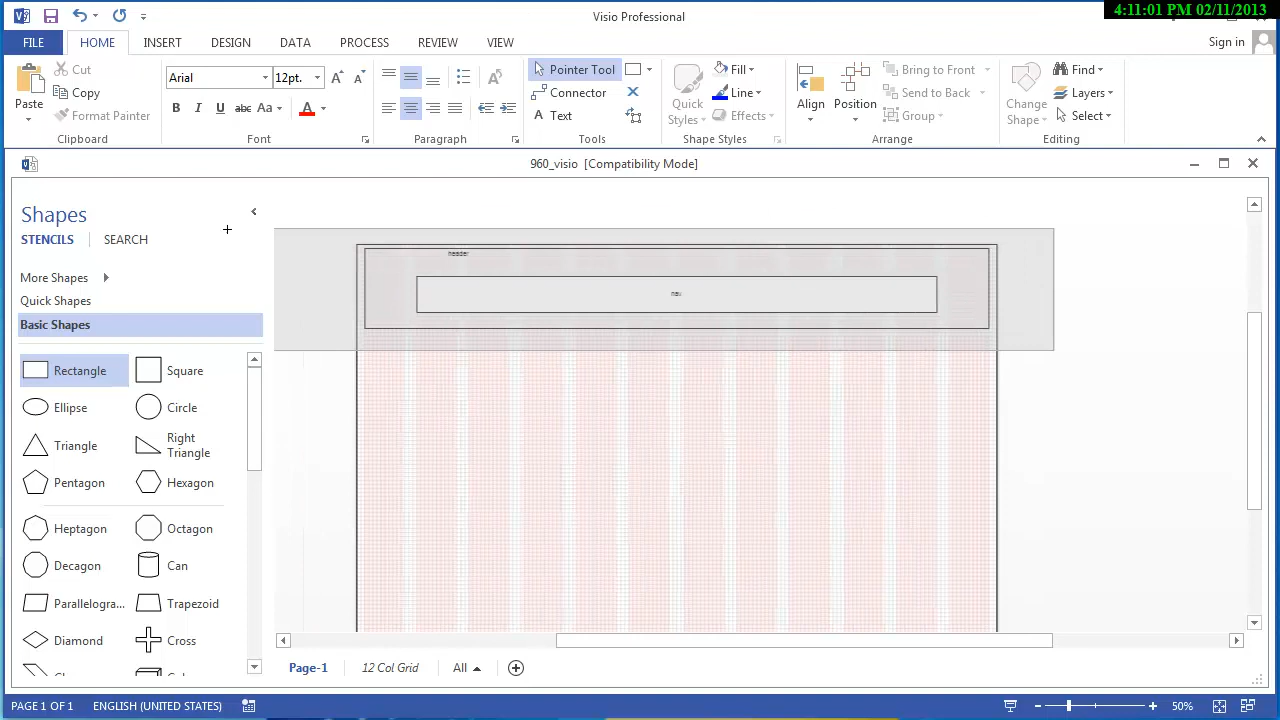 4:11:01 PM 02/11/2013
Visio Professional
FILE HOME INSERT DESIGN DATA PROCESS REVIEW VIEW Sign in
Paste
Cut
Copy
Format Painter
Clipboard
Arial 12pt.
B I U abc Aa A
Font
Paragraph
Pointer Tool
Connector
A Text
Tools
Quick Styles
Fill
Line
Effects
Shape Styles
Align
Position
Bring to Front
Send to Back
Group
Arrange
Change Shape
Find
Layers
Select
Editing
960_visio [Compatibility Mode]
Shapes
STENCILS SEARCH
More Shapes
Quick Shapes
Basic Shapes
Rectangle Square
Ellipse Circle
Triangle Right Triangle
Pentagon Hexagon
Heptagon Octagon
Decagon Can
Parallelogra... Trapezoid
Diamond Cross
header
Page-1 12 Col Grid All
PAGE 1 OF 1 ENGLISH (UNITED STATES) 50%